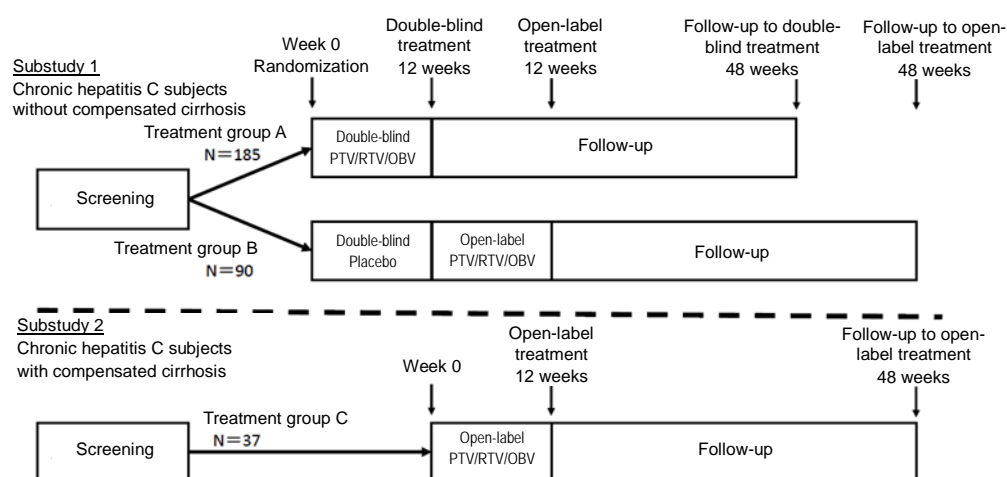 Week 0
Randomization
Double-blind
treatment
12 weeks
Open-label
treatment
12 weeks
Follow-up to double-
blind treatment
48 weeks
Follow-up to open-
label treatment
48 weeks
Substudy 1
Chronic hepatitis C subjects
without compensated cirrhosis
Treatment group A
N=185
Double-blind
PTV/RTV/OBV
Follow-up
Screening
Treatment group B
N=90
Double-blind
Placebo
Open-label
PTV/RTV/OBV
Follow-up
Substudy 2
Chronic hepatitis C subjects
with compensated cirrhosis
Week 0
Open-label
treatment
12 weeks
Follow-up to open-
label treatment
48 weeks
Screening
Treatment group C
N=37
Open-label
PTV/RTV/OBV
Follow-up